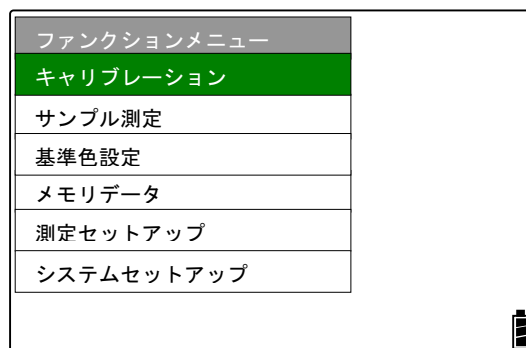 ファンクションメニュー
キャリブレーション
サンプル測定
基準色設定
メモリデータ
測定セットアップ
システムセットアップ